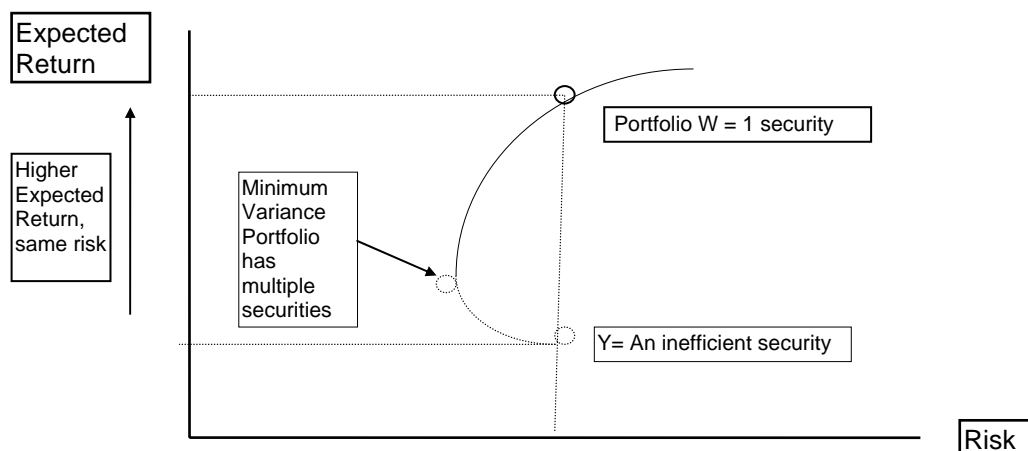 Expected
Return
Portfolio W = 1 security
Higher
Expected
Return,
same risk
Minimum
Variance
Portfolio
has
multiple
securities
Y= An inefficient security
Risk